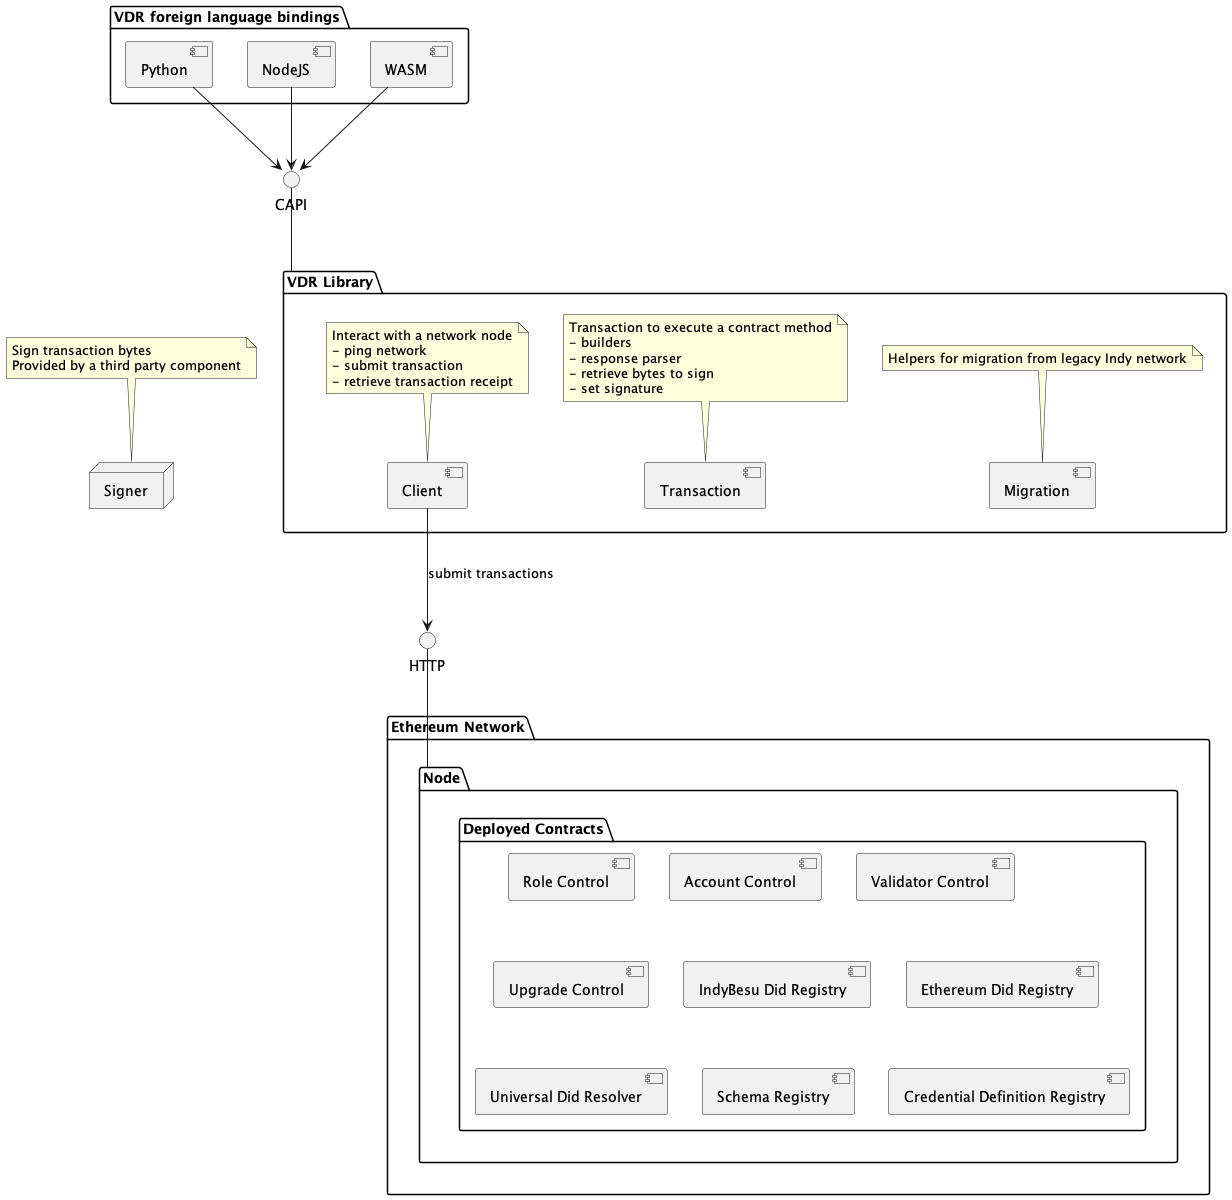 VDR foreign language bindings
Python
NodeJS
WASM
CAPI
VDR Library
Sign transaction bytes
Provided by a third party component
Signer
Interact with a network node
- ping network
- submit transaction
- retrieve transaction receipt
Client
Transaction to execute a contract method
- builders
- response parser
- retrieve bytes to sign
- set signature
Transaction
Helpers for migration from legacy Indy network
Migration
submit transactions
HTTP
Ethereum Network
Node
Deployed Contracts
Role Control
Account Control
Validator Control
Upgrade Control
IndyBesu Did Registry
Ethereum Did Registry
Universal Did Resolver
Schema Registry
Credential Definition Registry